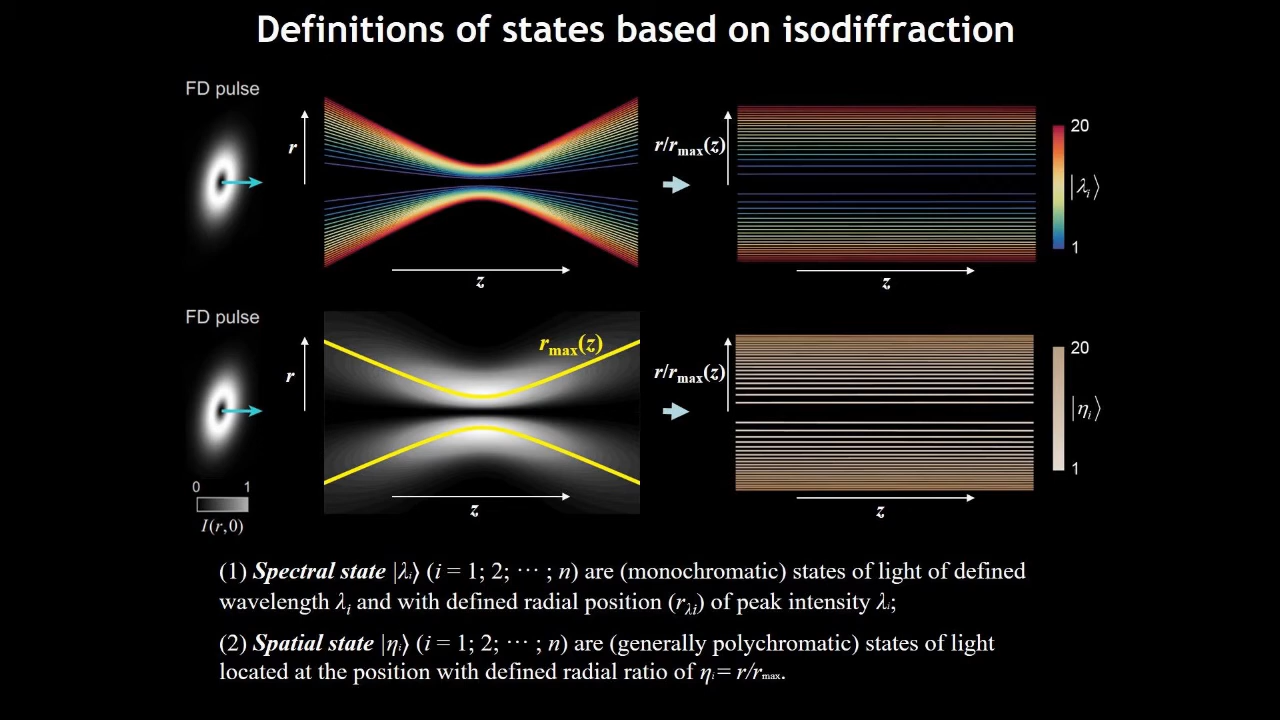 Definitions of states based on isodiffraction
FD pulse
r
z
r/rmax(z)
z
20
|λi⟩
1
FD pulse
r
rmax(z)
z
r/rmax(z)
z
20
|ηi⟩
1
0 1
I(r,0)
(1) Spectral state |λi⟩ (i = 1; 2; ··· ; n) are (monochromatic) states of light of defined
wavelength λi and with defined radial position (rλi) of peak intensity λi;
(2) Spatial state |ηi⟩ (i = 1; 2; ··· ; n) are (generally polychromatic) states of light
located at the position with defined radial ratio of ηi= r/rmax.